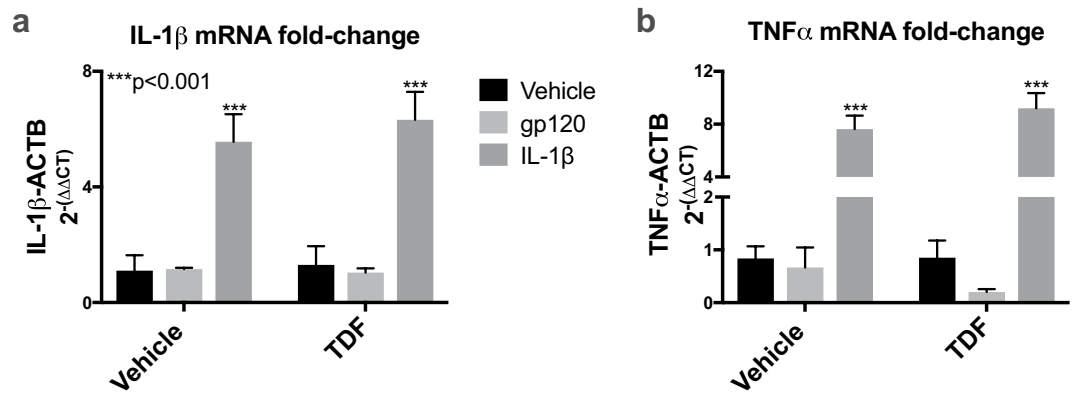 a
IL-1β mRNA fold-change
***p<0.001
8
4
0
IL-1β-ACTB
2-(ΔΔCT)
***
***
Vehicle
TDF
Vehicle
gp120
IL-1β
b
TNFα mRNA fold-change
12
8
4
2
1
0
TNFα-ACTB
2-(ΔΔCT)
***
***
Vehicle
TDF